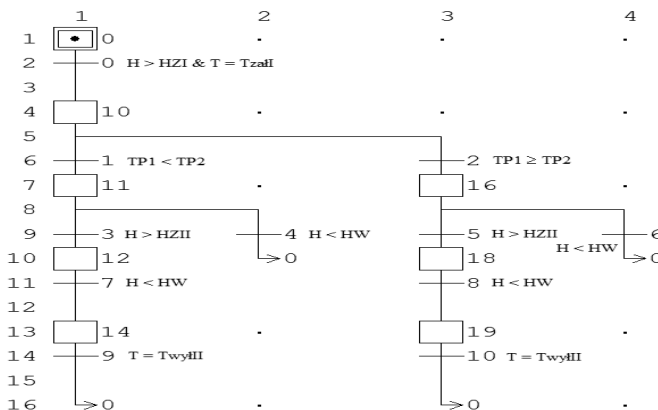 1 2 3 4
1 0
2 0 H > HZI & T = TzałI
3
4 10
5
6 1 TP1 < TP2 2 TP1 ≥ TP2
7 11 16
8
9 3 H > HZII 4 H < HW 5 H > HZII 6
H < HW
10 12 0 18 0
11 7 H < HW 8 H < HW
12
13 14 19
14 9 T = TwyłII 10 T = TwyłII
15
16 0 0